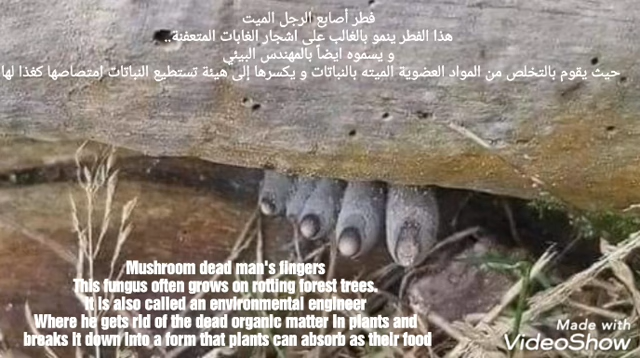 فطر أصابع الرجل الميت
هذا الفطر ينمو بالغالب على اشجار الغابات المتعفنة..
و يسموه ايضاً بالمهندس البيئي
حيث يقوم بالتخلص من المواد العضوية الميته بالنباتات و يكسرها إلى هيئة تستطيع النباتات امتصاصها كغذا لها
Mushroom dead man's fingers
This fungus often grows on rotting forest trees.
It is also called an environmental engineer
Where he gets rid of the dead organic matter in plants and
breaks it down into a form that plants can absorb as their food
Made with
VideoShow